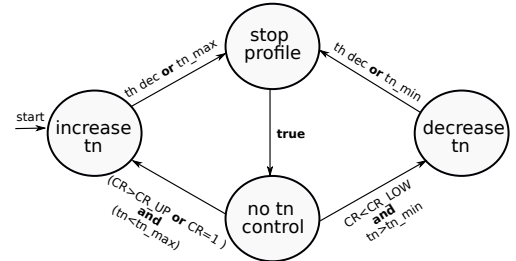 stop
profile
th dec or tn_max
th dec or tn_min
start
increase
tn
decrease
tn
true
(CR>CR_UP or CR=1 )
and
(tn<tn_max)
no tn
control
CR<CR_LOW
and
tn>tn_min